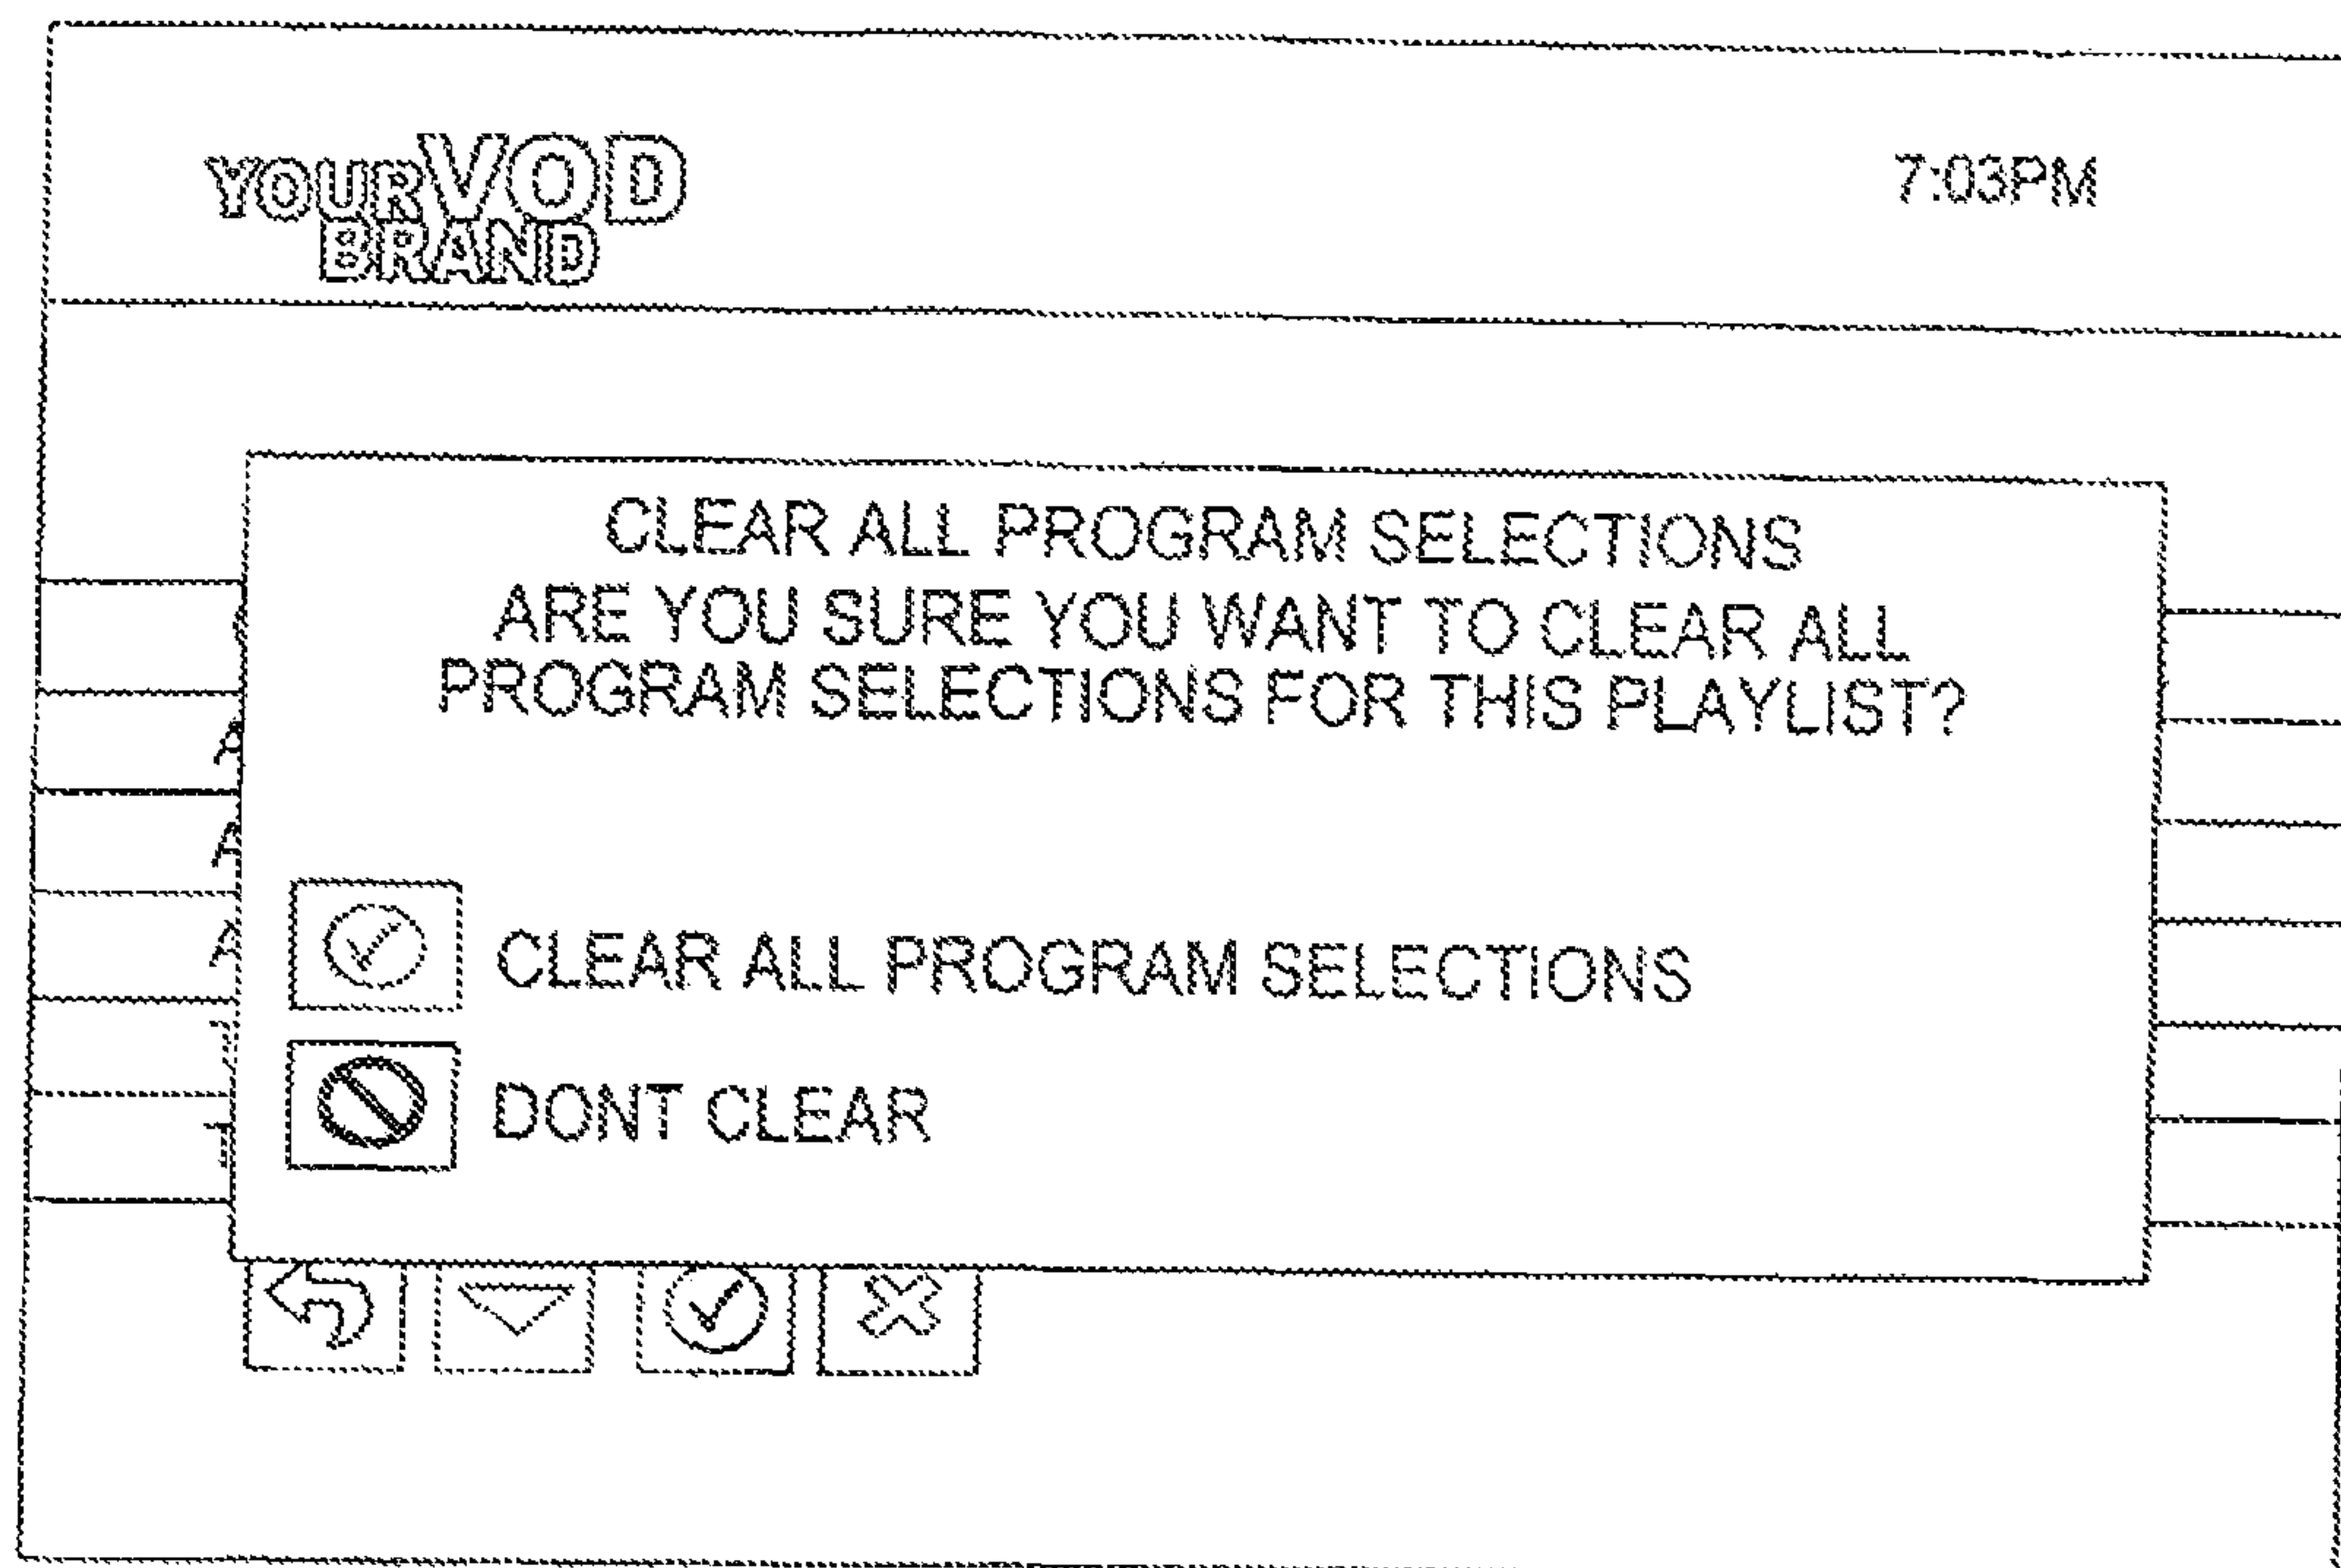 YOUR VOD
BRAND
7:03PM
CLEAR ALL PROGRAM SELECTIONS
ARE YOU SURE YOU WANT TO CLEAR ALL
PROGRAM SELECTIONS FOR THIS PLAYLIST?
A
A
A
CLEAR ALL PROGRAM SELECTIONS
T
DONT CLEAR